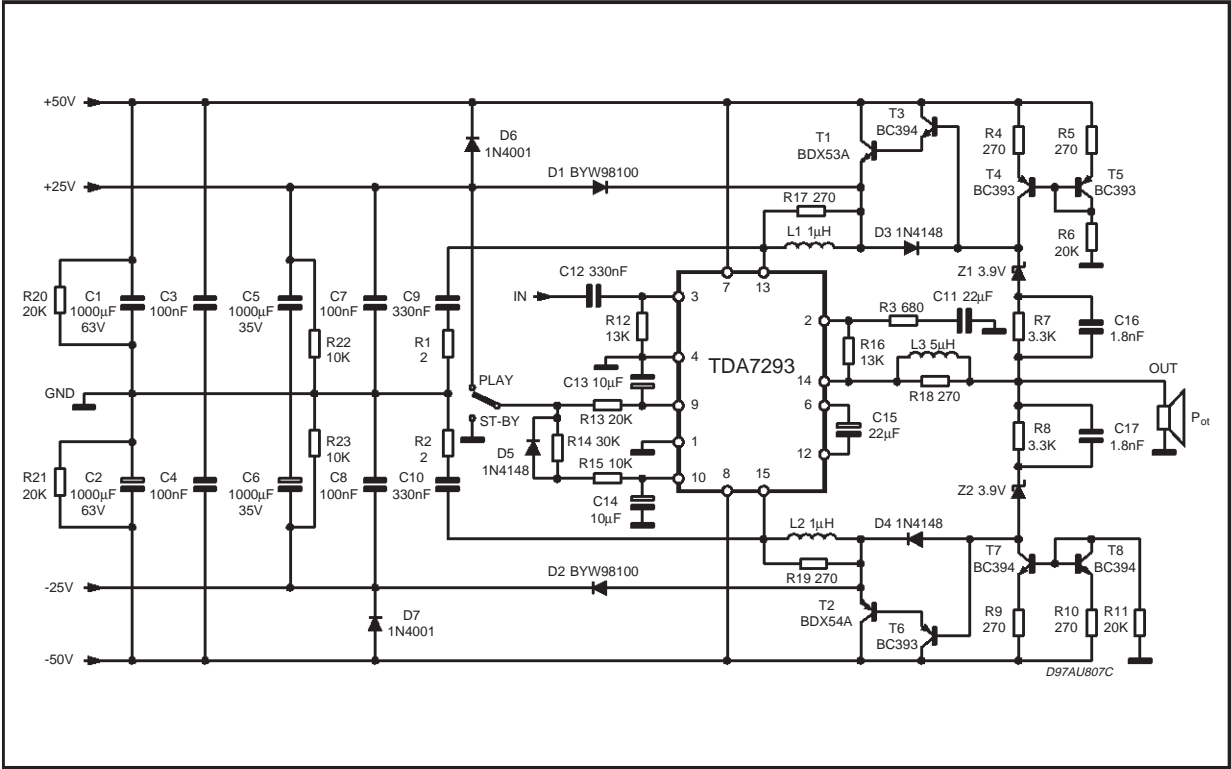 +50V
+25V
GND
-25V
-50V
R20
20K
C1
1000μF
63V
C3
100nF
C5
1000μF
35V
C7
100nF
C9
330nF
R22
10K
R1
2
R21
20K
C2
1000μF
63V
C4
100nF
C6
1000μF
35V
R23
10K
C8
100nF
R2
2
C10
330nF
D6
1N4001
D1 BYW98100
D2 BYW98100
D7
1N4001
PLAY
ST-BY
D5
1N4148
IN
C12 330nF
R12
13K
C13 10μF
R13 20K
R14 30K
R15 10K
C14
10μF
TDA7293
3
4
9
1
10
7
13
2
14
6
12
8
15
R17 270
L1 1μH
D3 1N4148
T1
BDX53A
T3
BC394
R4
270
R5
270
T4
BC393
T5
BC393
R6
20K
Z1 3.9V
R3 680
C11 22μF
R16
13K
L3 5μH
R18 270
R7
3.3K
C16
1.8nF
OUT
Pot
C15
22μF
R8
3.3K
C17
1.8nF
Z2 3.9V
L2 1μH
D4 1N4148
R19 270
T2
BDX54A
T6
BC393
T7
BC394
T8
BC394
R9
270
R10
270
R11
20K
D97AU807C